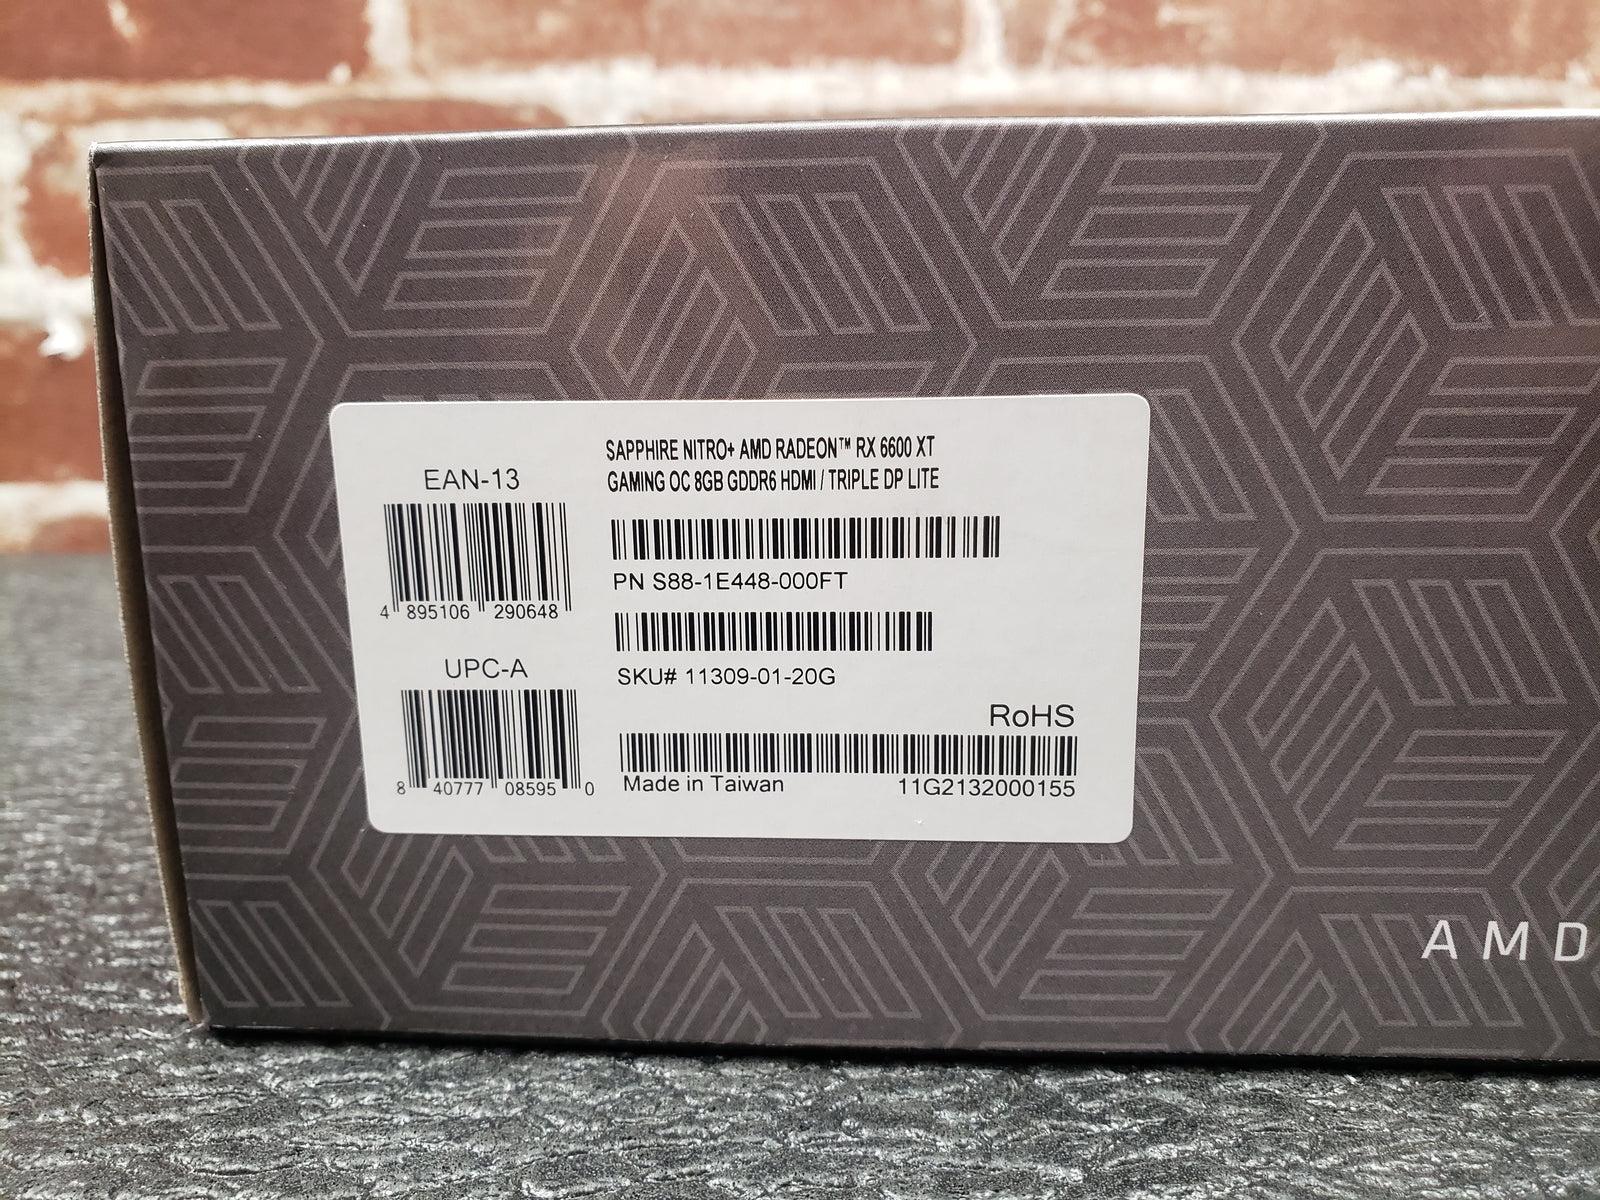 SAPPHIRE NITRO+ AMD RADEON™ RX 6600 XT
GAMING OC 8GB GDDR6 HDMI / TRIPLE DP LITE
EAN-13
4 895106 290648
PN S88-1E448-000FT
SKU# 11309-01-20G
UPC-A
8 40777 08595 0
RoHS
Made in Taiwan 11G2132000155
AMD